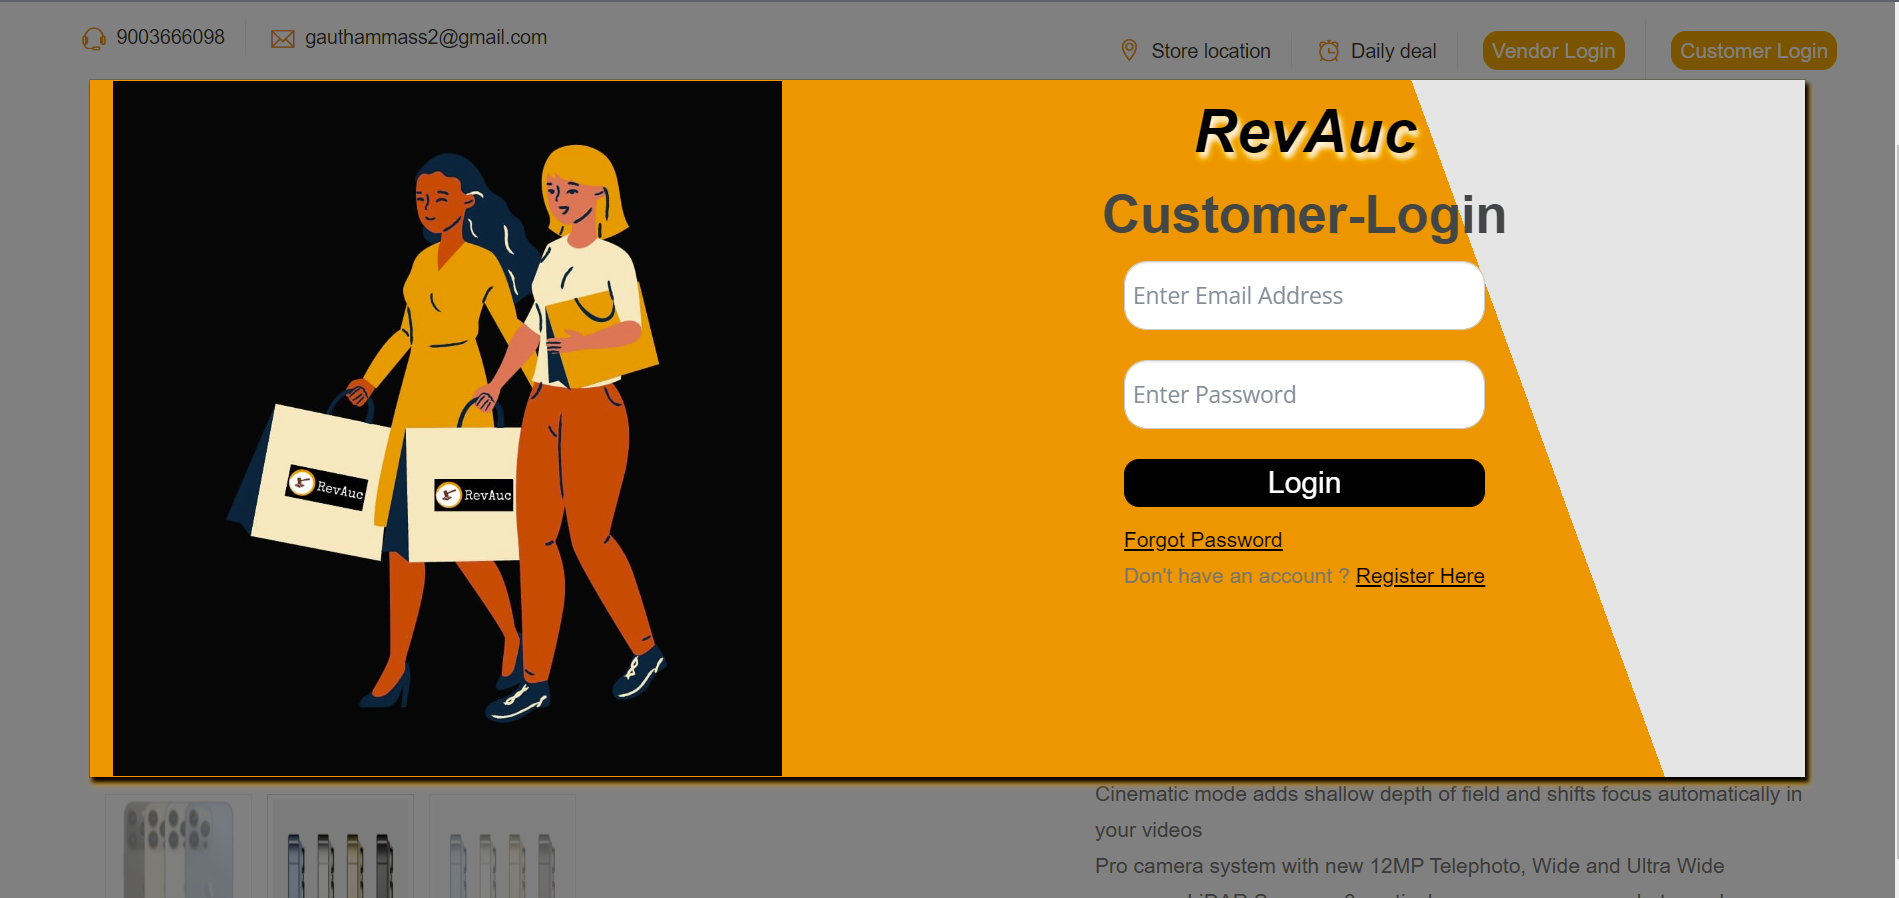 9003666098
gauthammass2@gmail.com
Store location
Daily deal
Vendor Login
Customer Login
RevAuc
Customer-Login
Enter Email Address
Enter Password
Login
Forgot Password
Don't have an account ? Register Here
RevAuc
RevAuc
Cinematic mode adds shallow depth of field and shifts focus automatically in
your videos
Pro camera system with new 12MP Telephoto, Wide and Ultra Wide